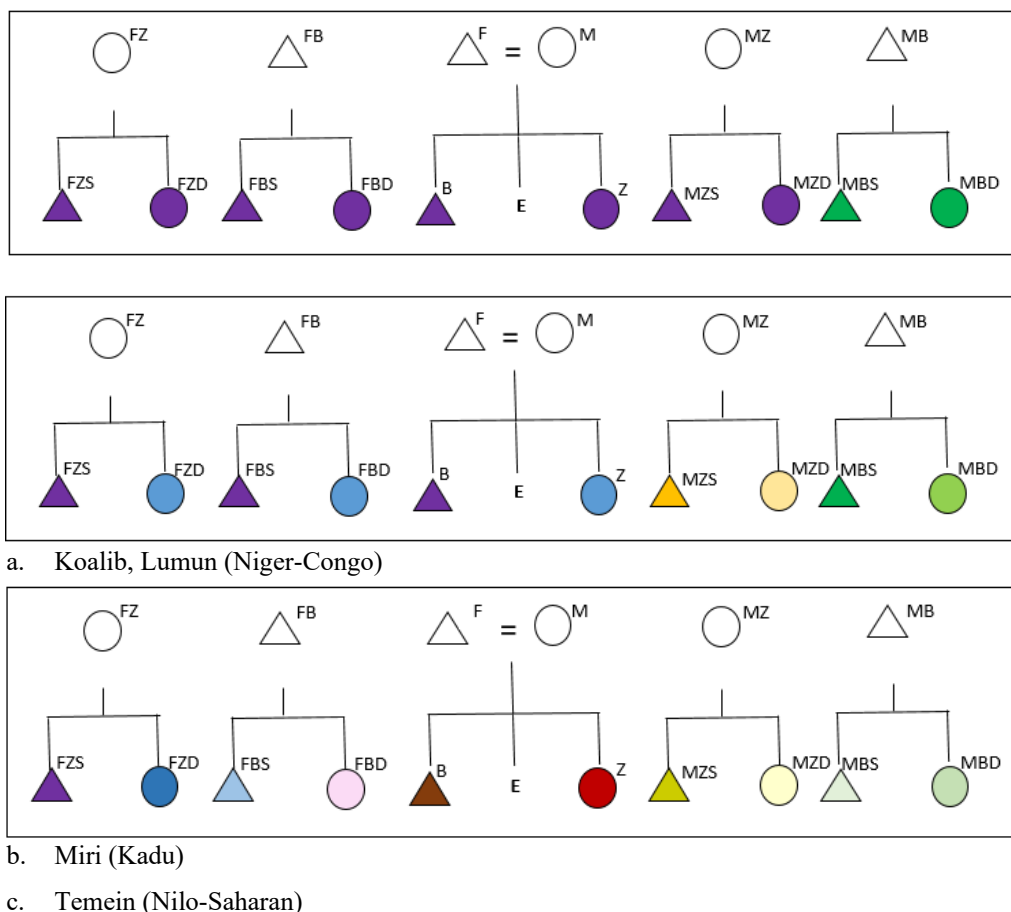 FZ FB F = M MZ MB
FZS FZD FBS FBD B E Z MZS MZD MBS MBD
FZ FB F = M MZ MB
FZS FZD FBS FBD B E Z MZS MZD MBS MBD
a. Koalib, Lumun (Niger-Congo)
FZ FB F = M MZ MB
FZS FZD FBS FBD B E Z MZS MZD MBS MBD
b. Miri (Kadu)
c. Temein (Nilo-Saharan)